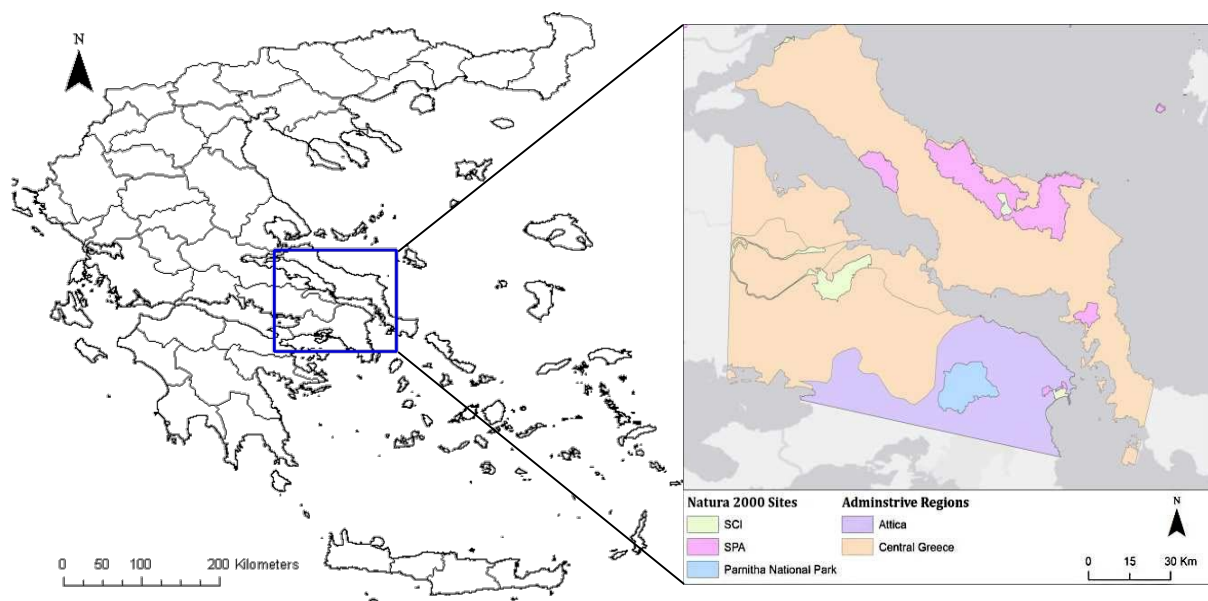 N
0 50 100 200 Kilometers
Natura 2000 Sites
SCI
SPA
Parnitha National Park
Adminstrive Regions
Attica
Central Greece
N
0 15 30 Km